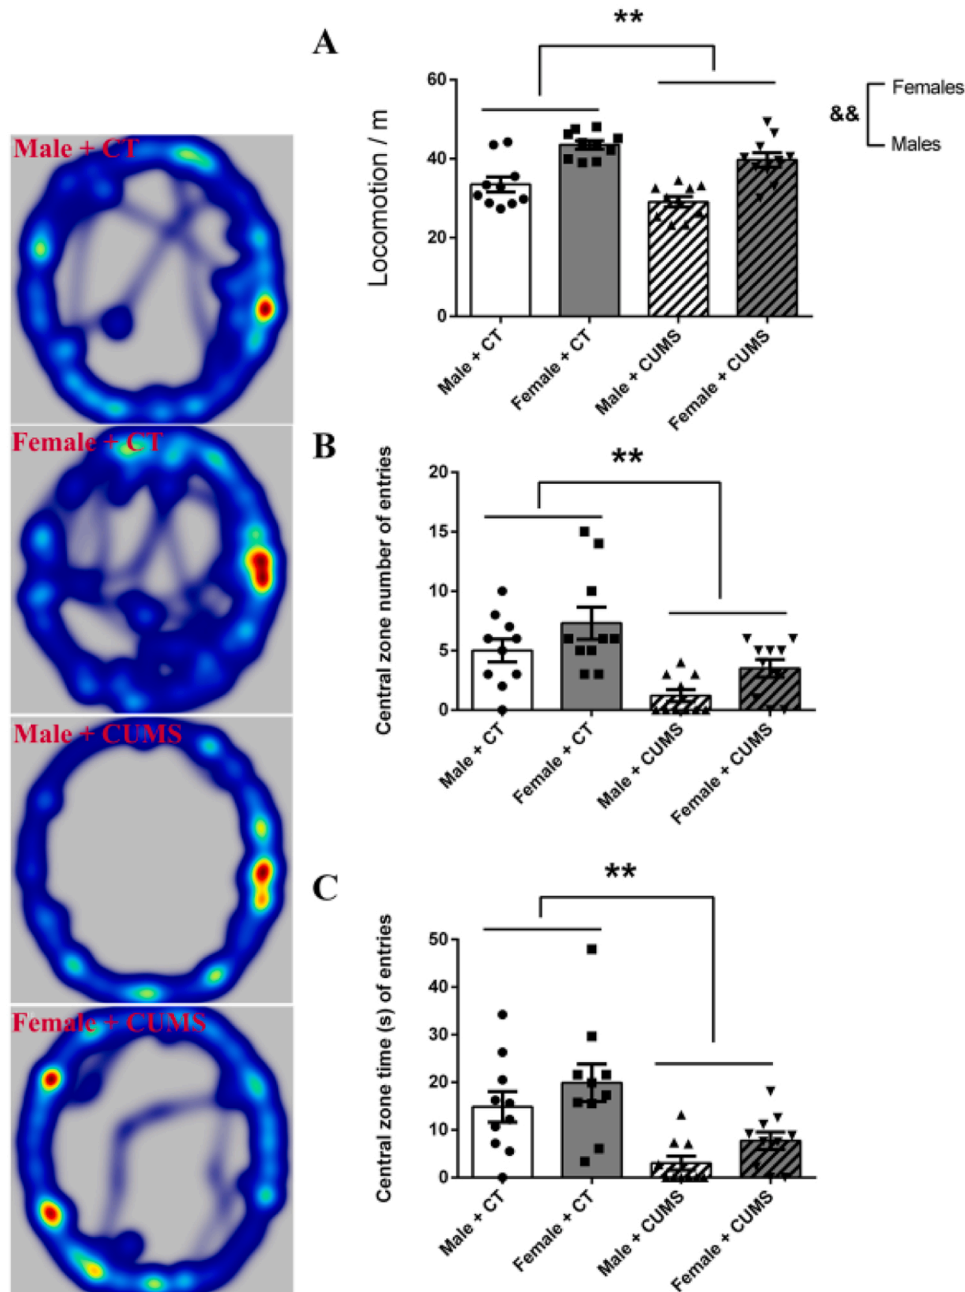 Male + CT
Female + CT
Male + CUMS
Female + CUMS
A
**
Locomotion / m
60
40
20
0
Male + CT
Female + CT
Male + CUMS
Female + CUMS
&&
Females
Males
B
**
Central zone number of entries
20
15
10
5
0
Male + CT
Female + CT
Male + CUMS
Female + CUMS
C
**
Central zone time (s) of entries
50
40
30
20
10
0
Male + CT
Female + CT
Male + CUMS
Female + CUMS